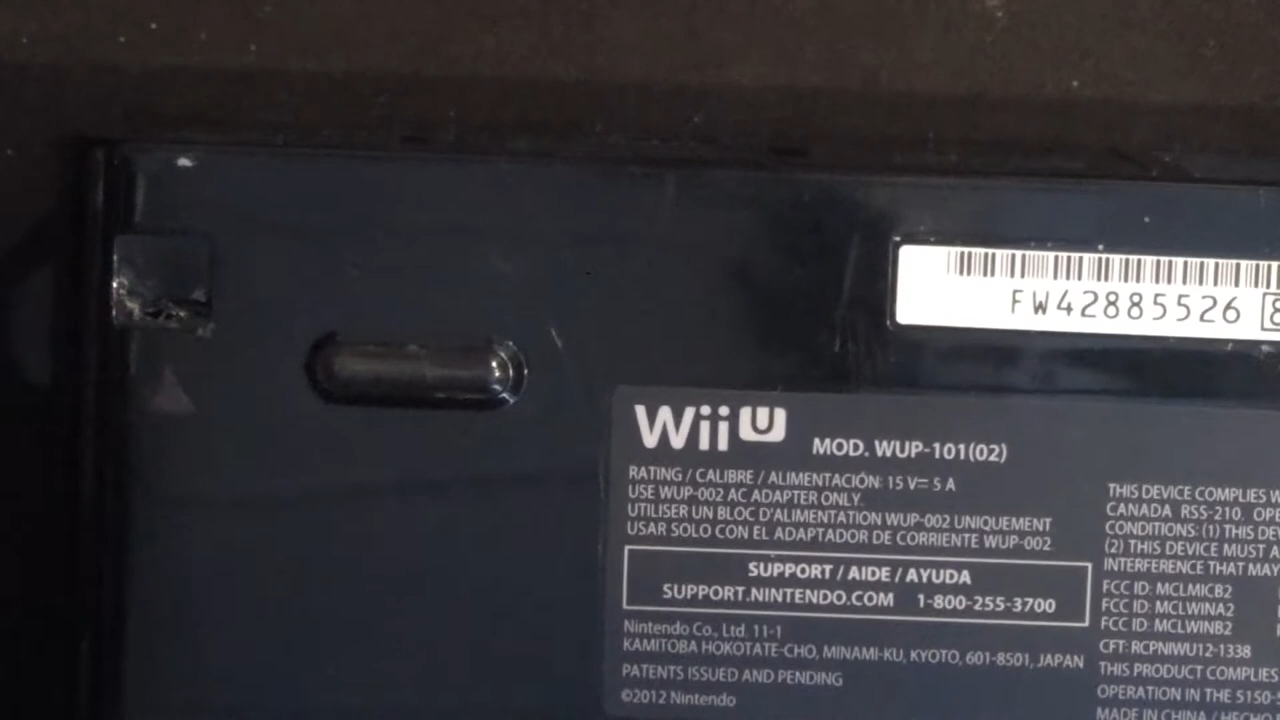 FW42885526 8
Wii U MOD. WUP-101(02)
RATING / CALIBRE / ALIMENTACIÓN: 15 V⎓ 5 A
USE WUP-002 AC ADAPTER ONLY.
UTILISER UN BLOC D'ALIMENTATION WUP-002 UNIQUEMENT
USAR SOLO CON EL ADAPTADOR DE CORRIENTE WUP-002
SUPPORT / AIDE / AYUDA
SUPPORT.NINTENDO.COM 1-800-255-3700
Nintendo Co., Ltd. 11-1
KAMITOBA HOKOTATE-CHO, MINAMI-KU, KYOTO, 601-8501, JAPAN
PATENTS ISSUED AND PENDING
©2012 Nintendo
THIS DEVICE COMPLIES
CANADA RSS-210.
CONDITIONS: (1) THIS
(2) THIS DEVICE MUST
INTERFERENCE THAT MAY
FCC ID: MCLMICB2
FCC ID: MCLWINA2
FCC ID: MCLWINB2
CFT: RCPNIWU12-1338
THIS PRODUCT COMPLIES
OPERATION IN THE 5150-
MADE IN CHINA / HECHO